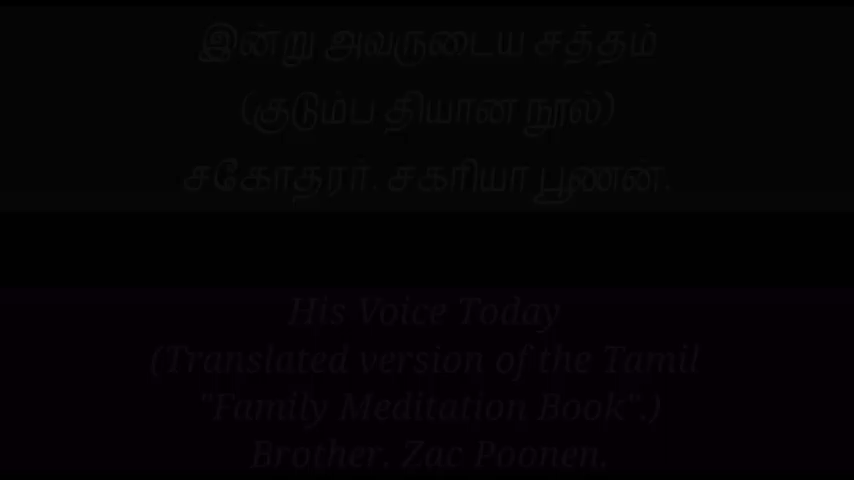 இன்று அவருடைய சத்தம்
(குடும்ப தியான நூல்)
சகோதரர். சகரியா பூணன்.
His Voice Today
(Translated version of the Tamil
"Family Meditation Book".)
Brother. Zac Poonen.